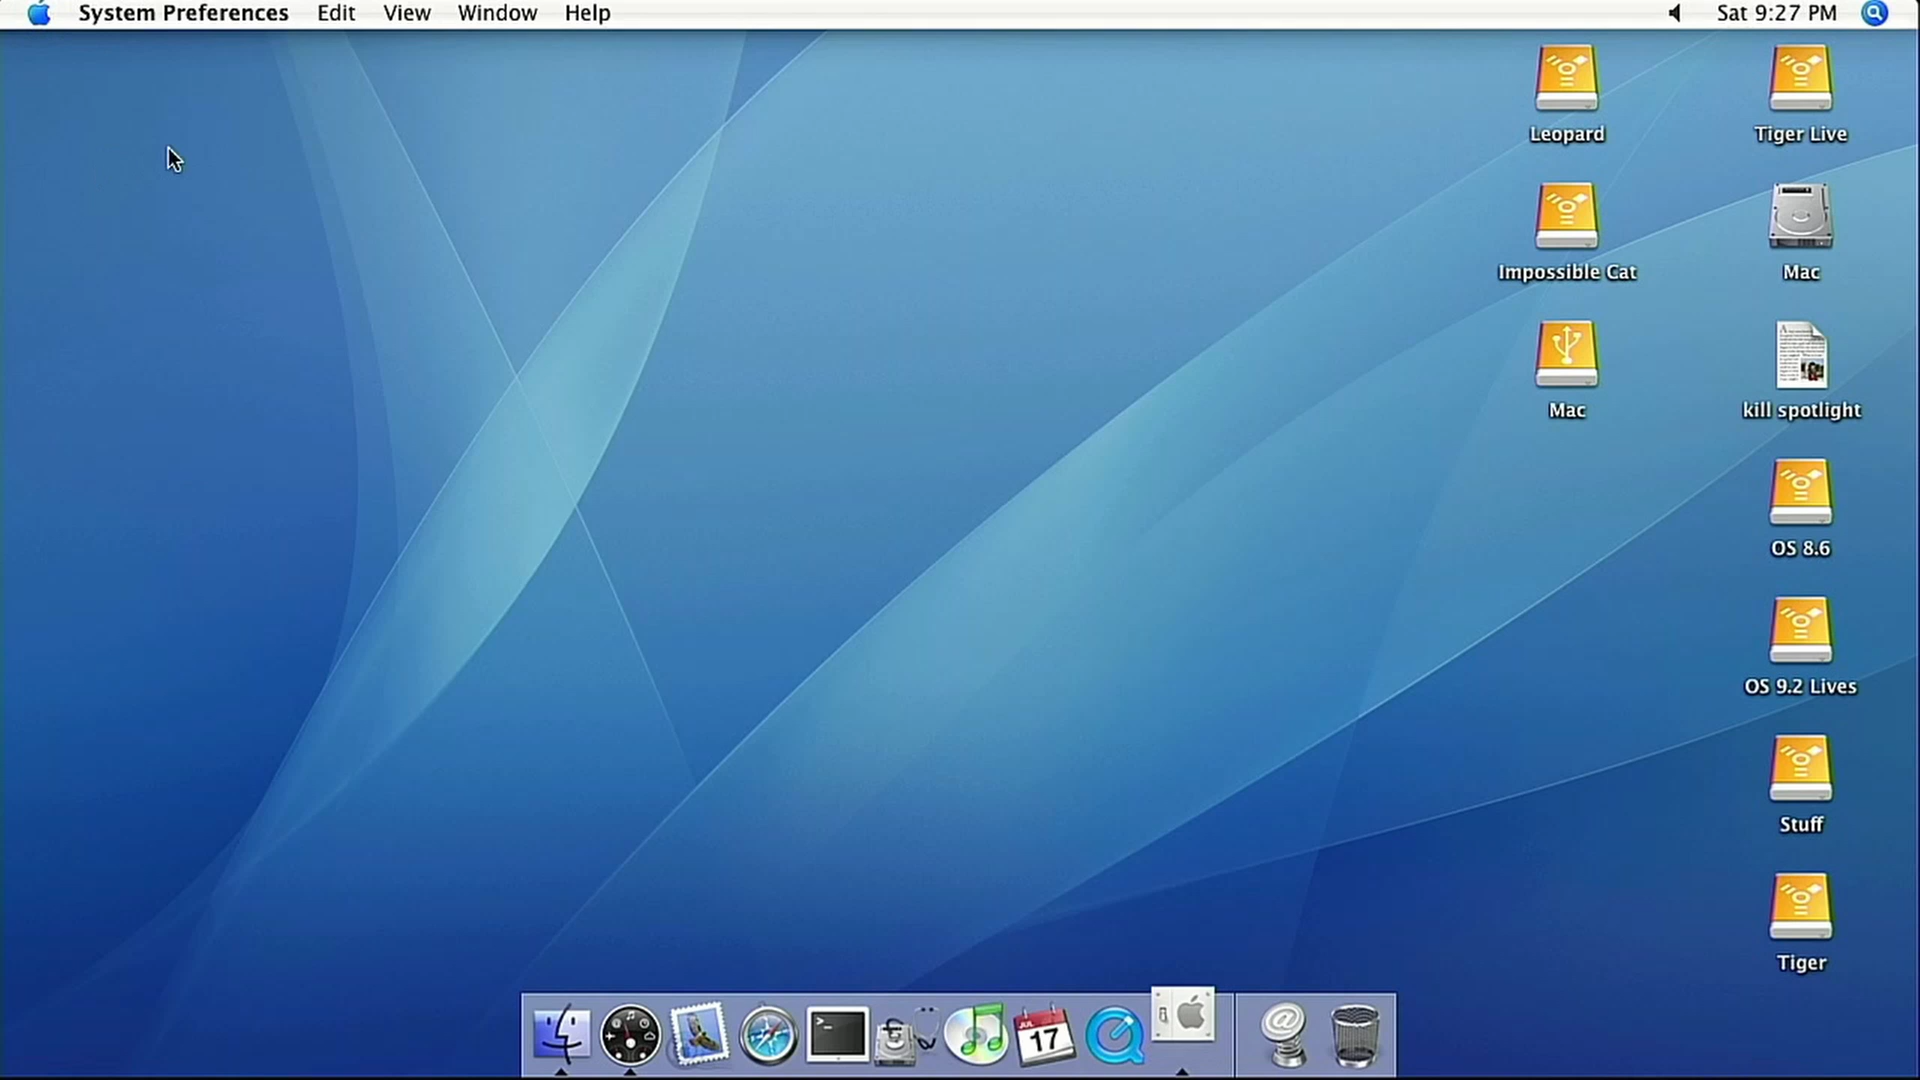 System Preferences Edit View Window Help Sat 9:27 PM
Leopard Tiger Live
Impossible Cat Mac
Mac kill spotlight
OS 8.6
OS 9.2 Lives
Stuff
Tiger
JUL
17